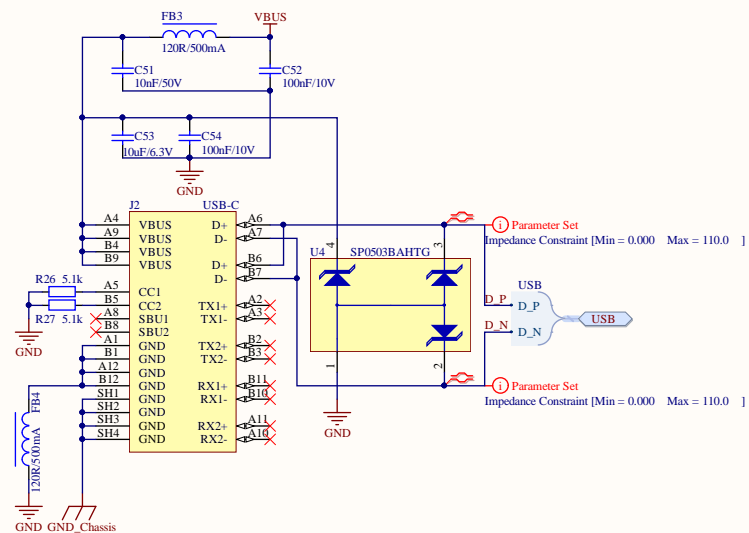 FB3
VBUS
120R/500mA
C51
10nF/50V
C52
100nF/10V
C53
10uF/6.3V
C54
100nF/10V
GND
J2
USB-C
A4 VBUS D+ A6
A9 VBUS D- A7
B4 VBUS D+ B6
B9 VBUS D- B7
R26 5.1k
A5 CC1 TX1+ A2
B5 CC2 TX1- A3
R27 5.1k
GND
A8 SBU1
B8 SBU2
A1 GND TX2+ B2
B1 GND TX2- B3
A12 GND
B12 GND RX1+ B11
SH1 GND RX1- B10
SH2 GND
SH3 GND RX2+ A11
SH4 GND RX2- A10
FB4
120R/500mA
GND
GND_Chassis
U4
SP0503BAHTG
4
3
1
2
GND
i Parameter Set
Impedance Constraint [Min = 0.000 Max = 110.0 ]
USB
D_P D_P
D_N D_N
USB
i Parameter Set
Impedance Constraint [Min = 0.000 Max = 110.0 ]